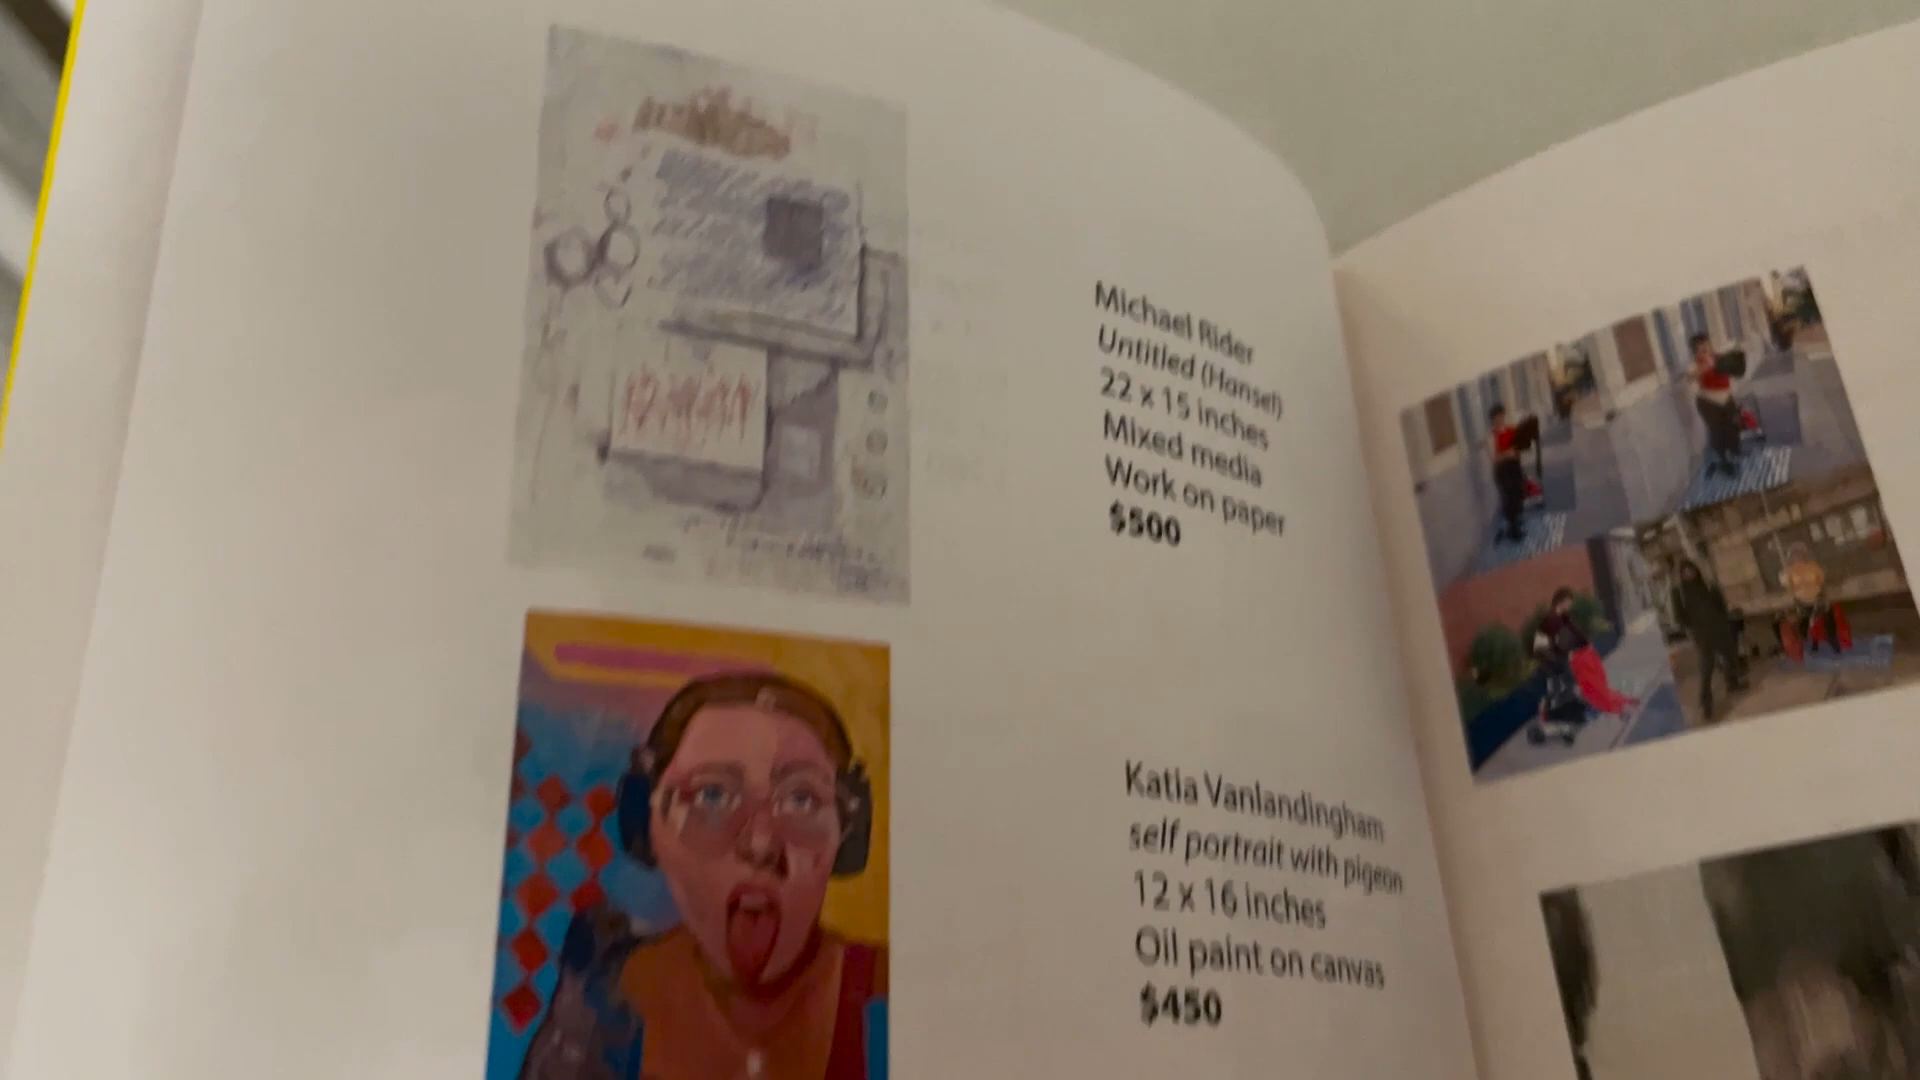 Michael Rider
Untitled (Hansel)
22 x 15 inches
Mixed media
Work on paper
$500
Katia Vanlandingham
self portrait with pigeon
12 x 16 inches
Oil paint on canvas
$450